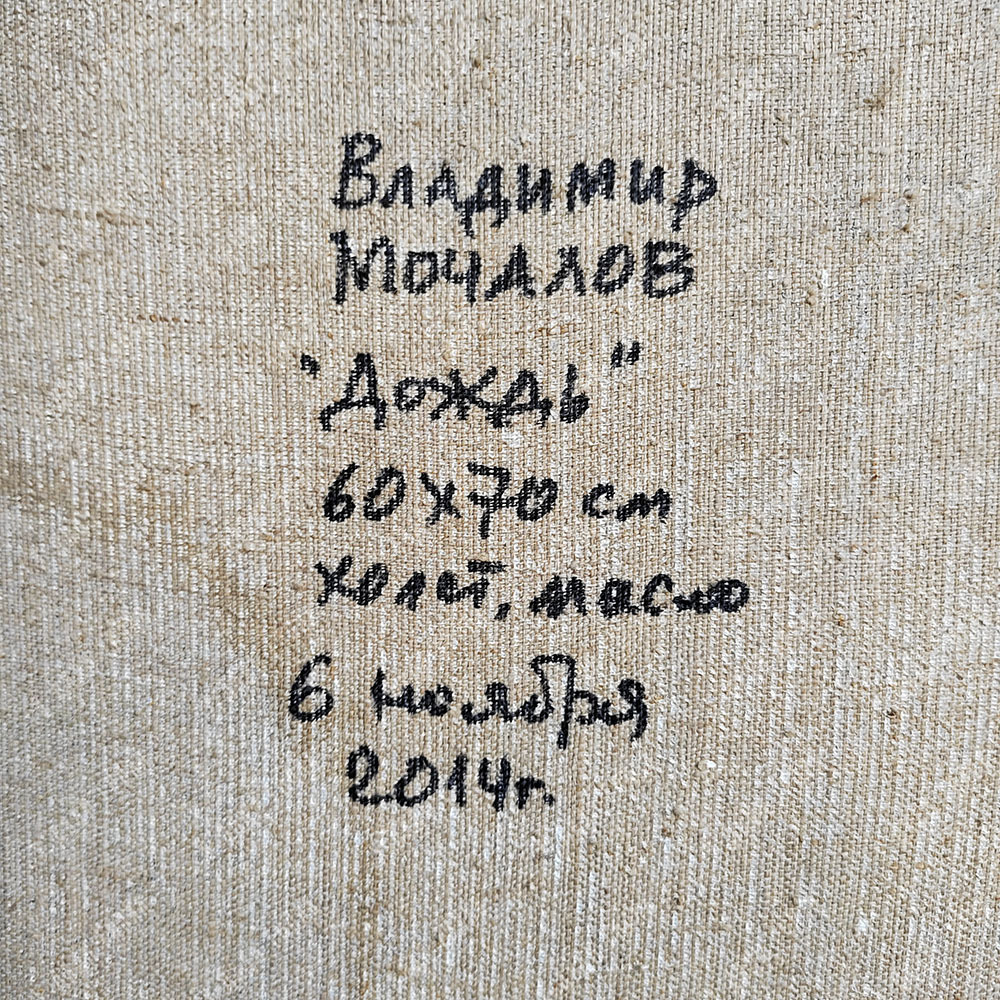 Владимир
Мочалов
"Дождь"
60х70 см
холст, масло
6 ноября
2014г.